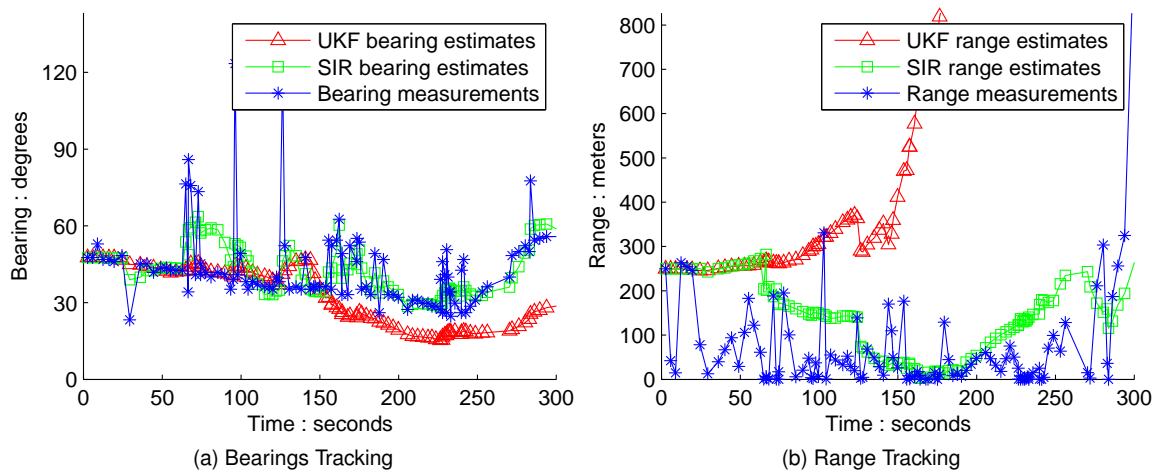 UKF bearing estimates
SIR bearing estimates
Bearing measurements
120
90
60
30
0
Bearing : degrees
0 50 100 150 200 250 300
Time : seconds
(a) Bearings Tracking
UKF range estimates
SIR range estimates
Range measurements
800
700
600
500
400
300
200
100
0
Range : meters
0 50 100 150 200 250 300
Time : seconds
(b) Range Tracking